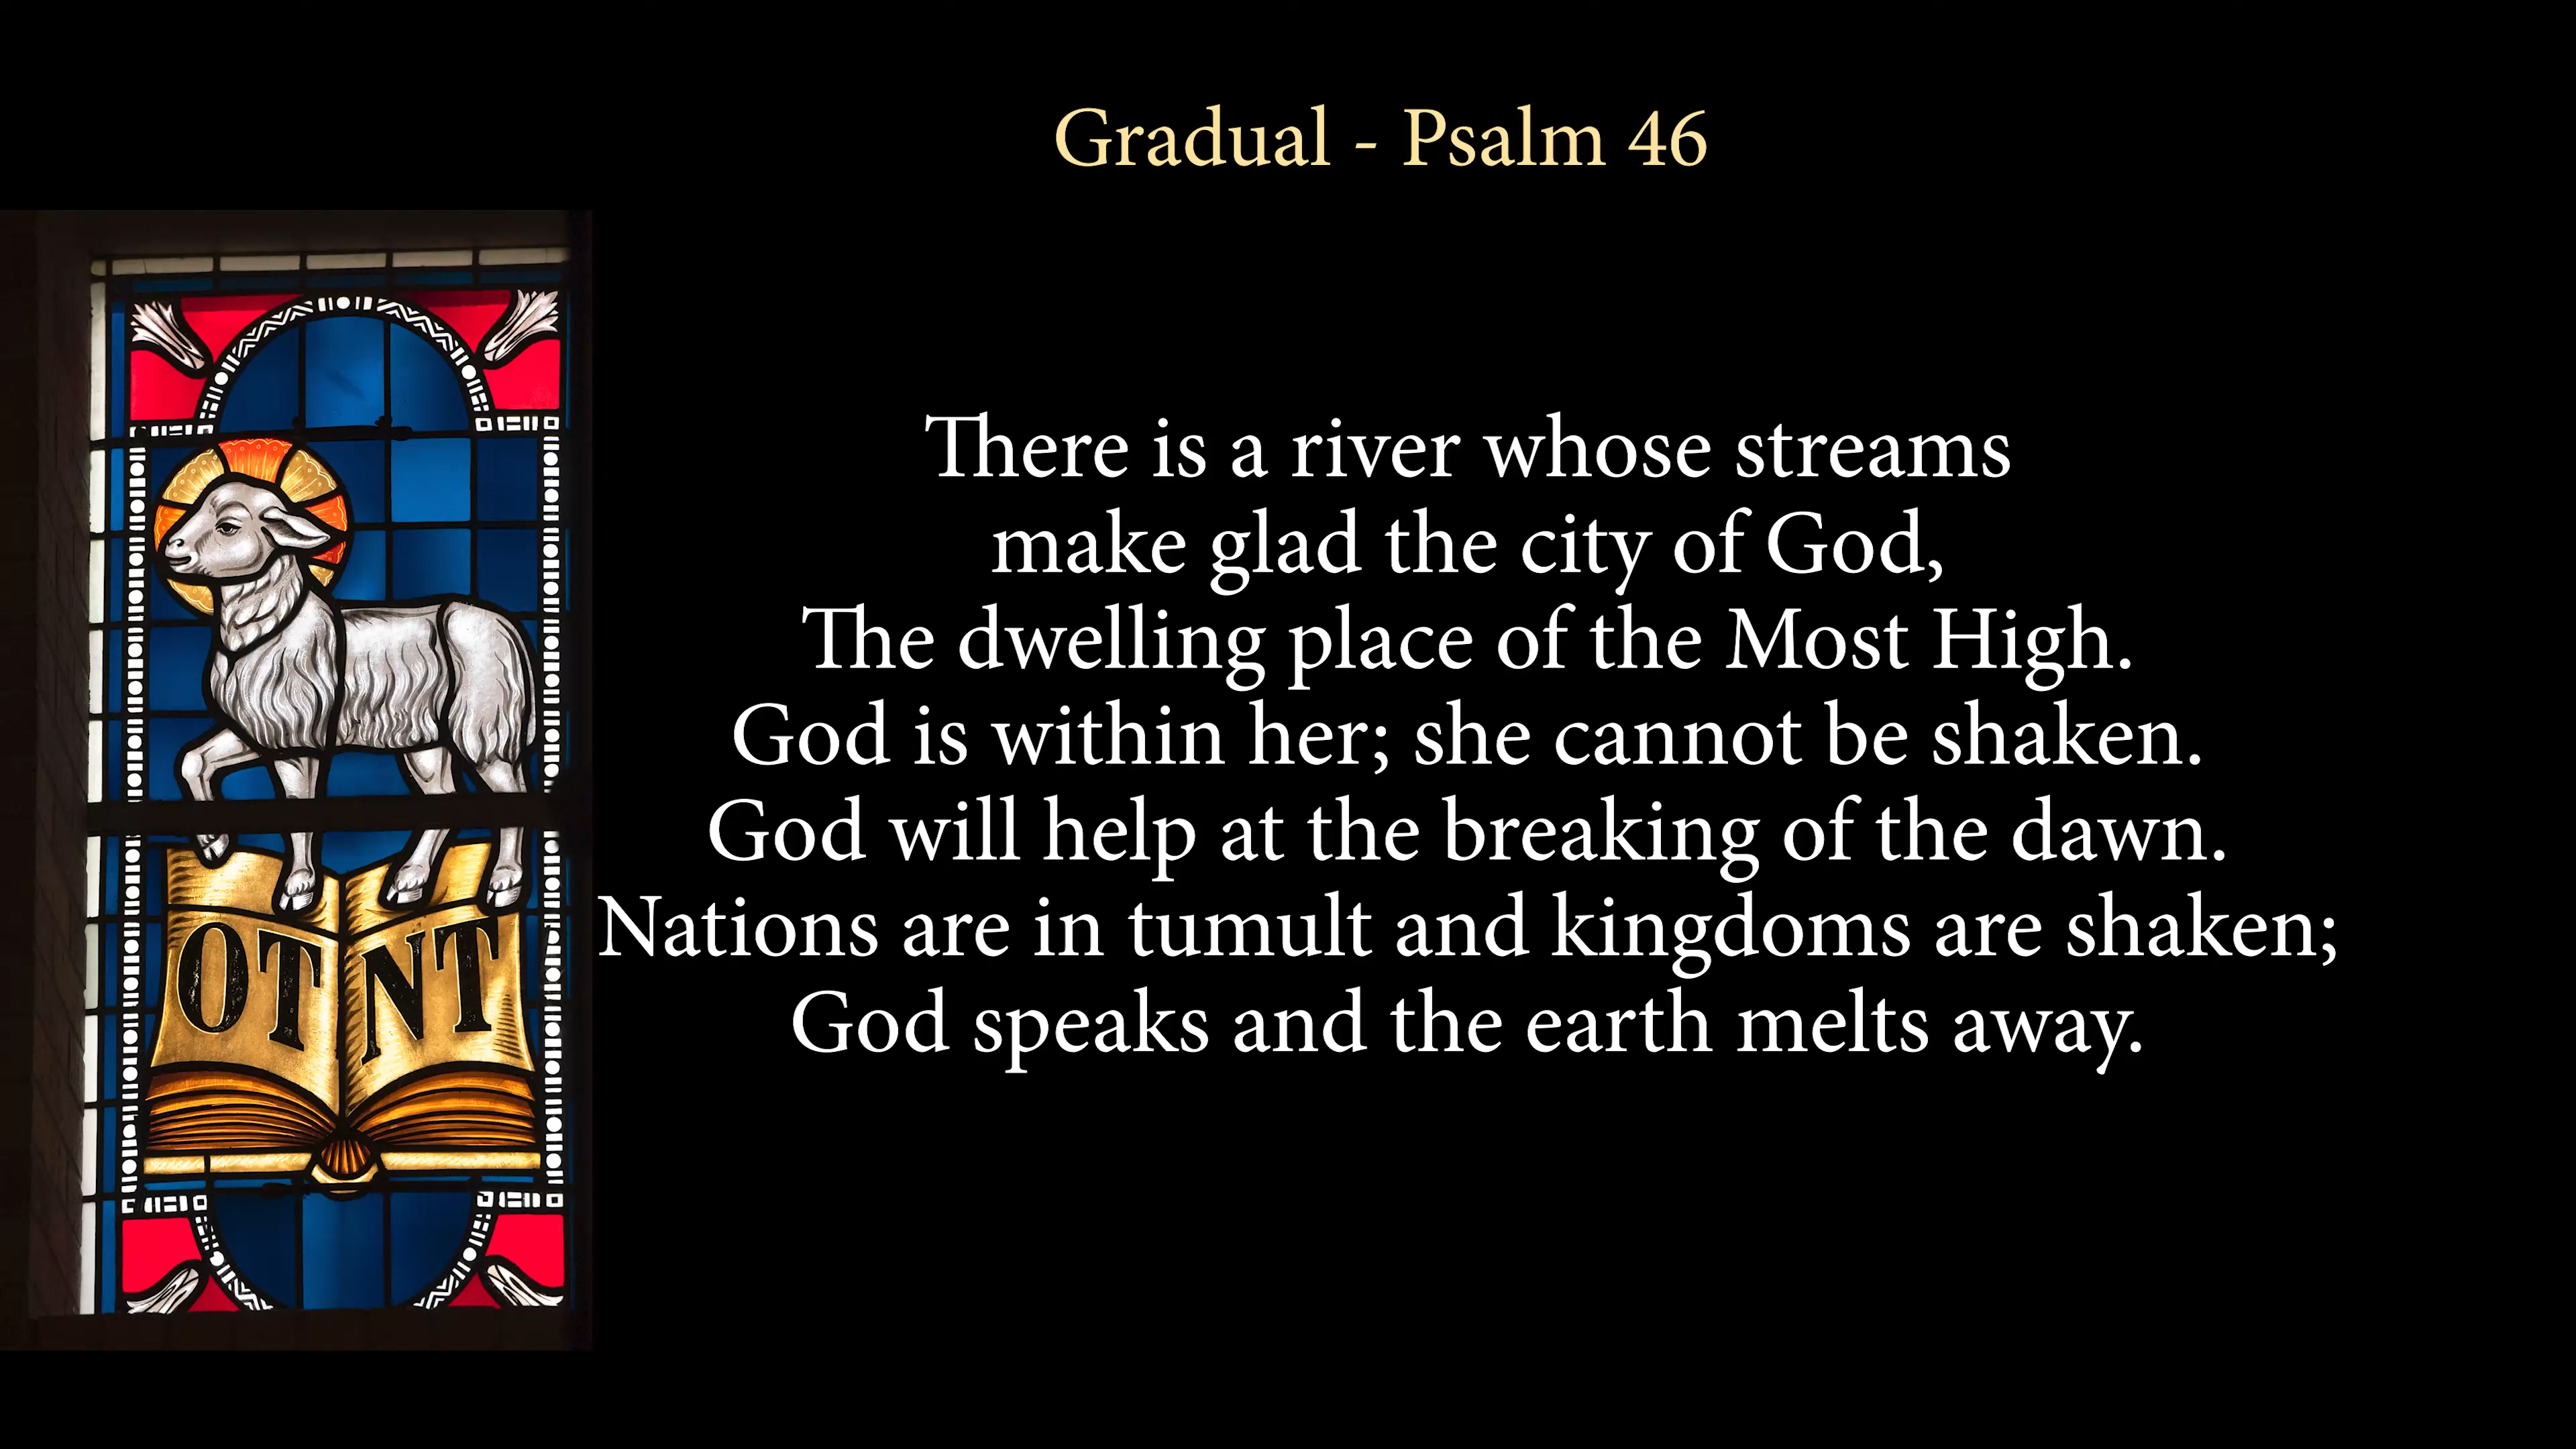 Gradual - Psalm 46
There is a river whose streams
make glad the city of God,
The dwelling place of the Most High.
God is within her; she cannot be shaken.
God will help at the breaking of the dawn.
Nations are in tumult and kingdoms are shaken;
God speaks and the earth melts away.
OT NT